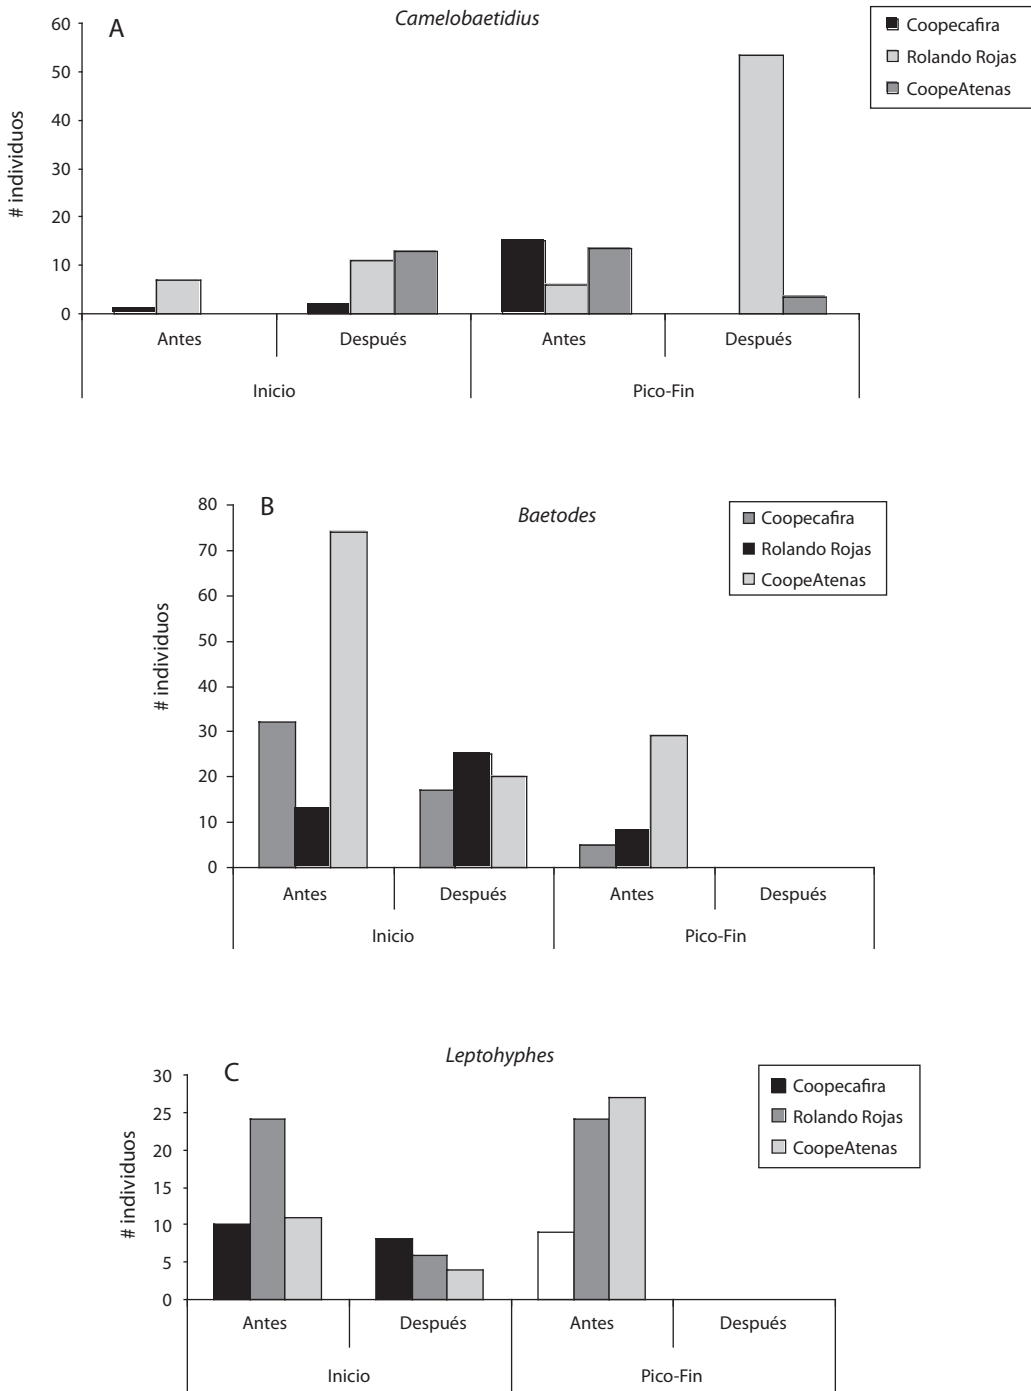 A
Camelobaetidius
Coopecafira
Rolando Rojas
CoopeAtenas
# individuos
60
50
40
30
20
10
0
Antes
Después
Antes
Después
Inicio
Pico-Fin
B
Baetodes
Coopecafira
Rolando Rojas
CoopeAtenas
# individuos
80
70
60
50
40
30
20
10
0
Antes
Después
Antes
Después
Inicio
Pico-Fin
C
Leptohyphes
Coopecafira
Rolando Rojas
CoopeAtenas
# individuos
30
25
20
15
10
5
0
Antes
Después
Antes
Después
Inicio
Pico-Fin